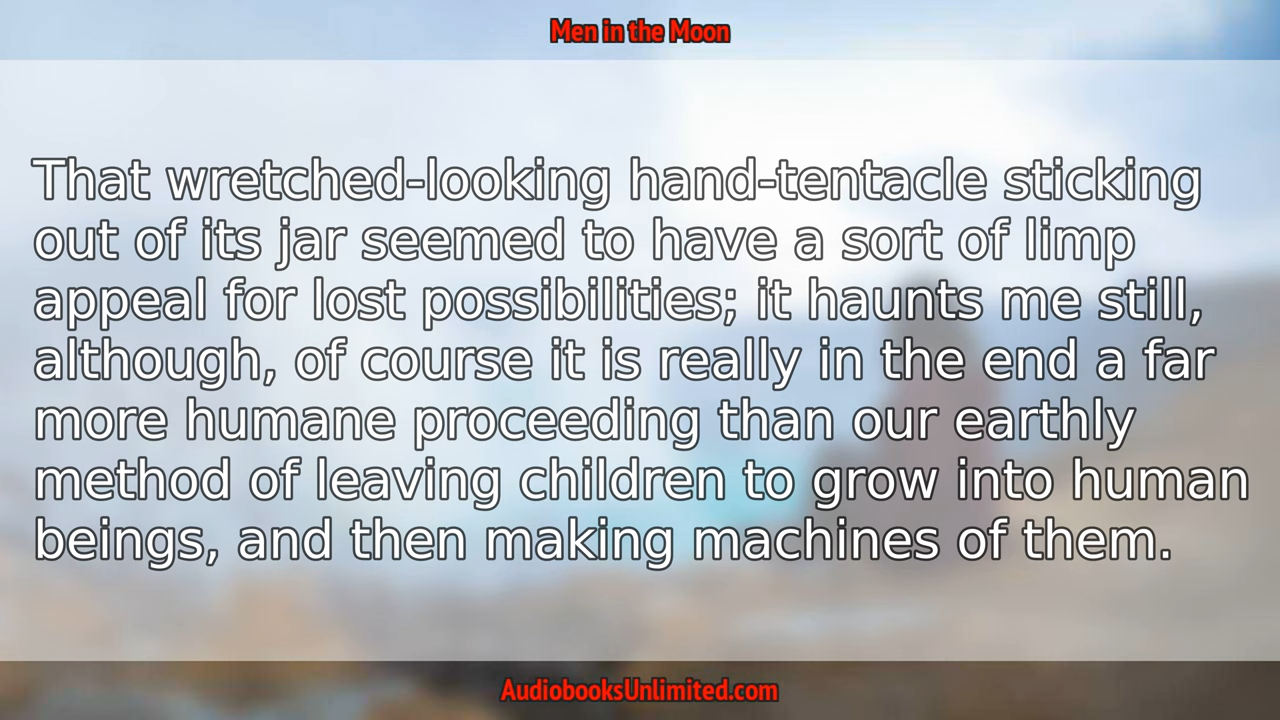 Men in the Moon
That wretched-looking hand-tentacle sticking
out of its jar seemed to have a sort of limp
appeal for lost possibilities; it haunts me still,
although, of course it is really in the end a far
more humane proceeding than our earthly
method of leaving children to grow into human
beings, and then making machines of them.
AudiobooksUnlimited.com